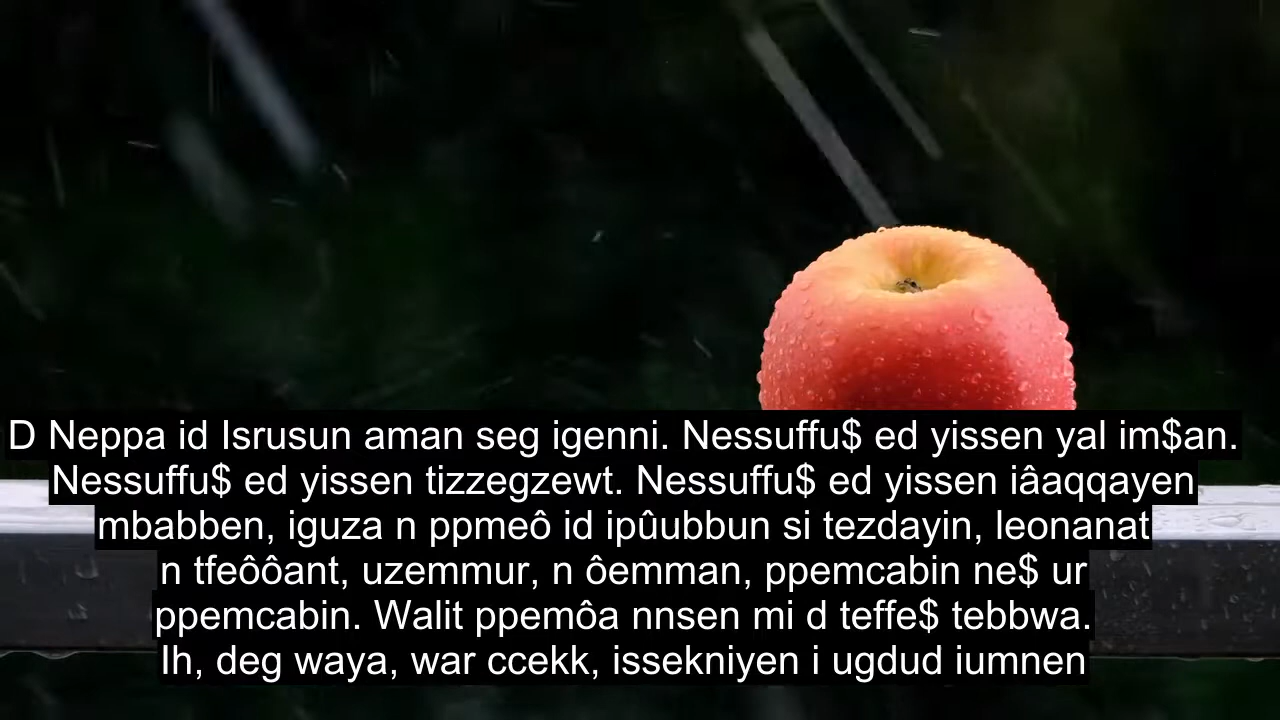 D Neppa id Isrusun aman seg igenni. Nessuffu$ ed yissen yal im$an.
Nessuffu$ ed yissen tizzegzewt. Nessuffu$ ed yissen iâaqqayen
mbabben, iguza n ppmeô id ipûubbun si tezdayin, leonanat
n tfeôôant, uzemmur, n ôemman, ppemcabin ne$ ur
ppemcabin. Walit ppemôa nnsen mi d teffe$ tebbwa.
Ih, deg waya, war ccekk, issekniyen i ugdud iumnen